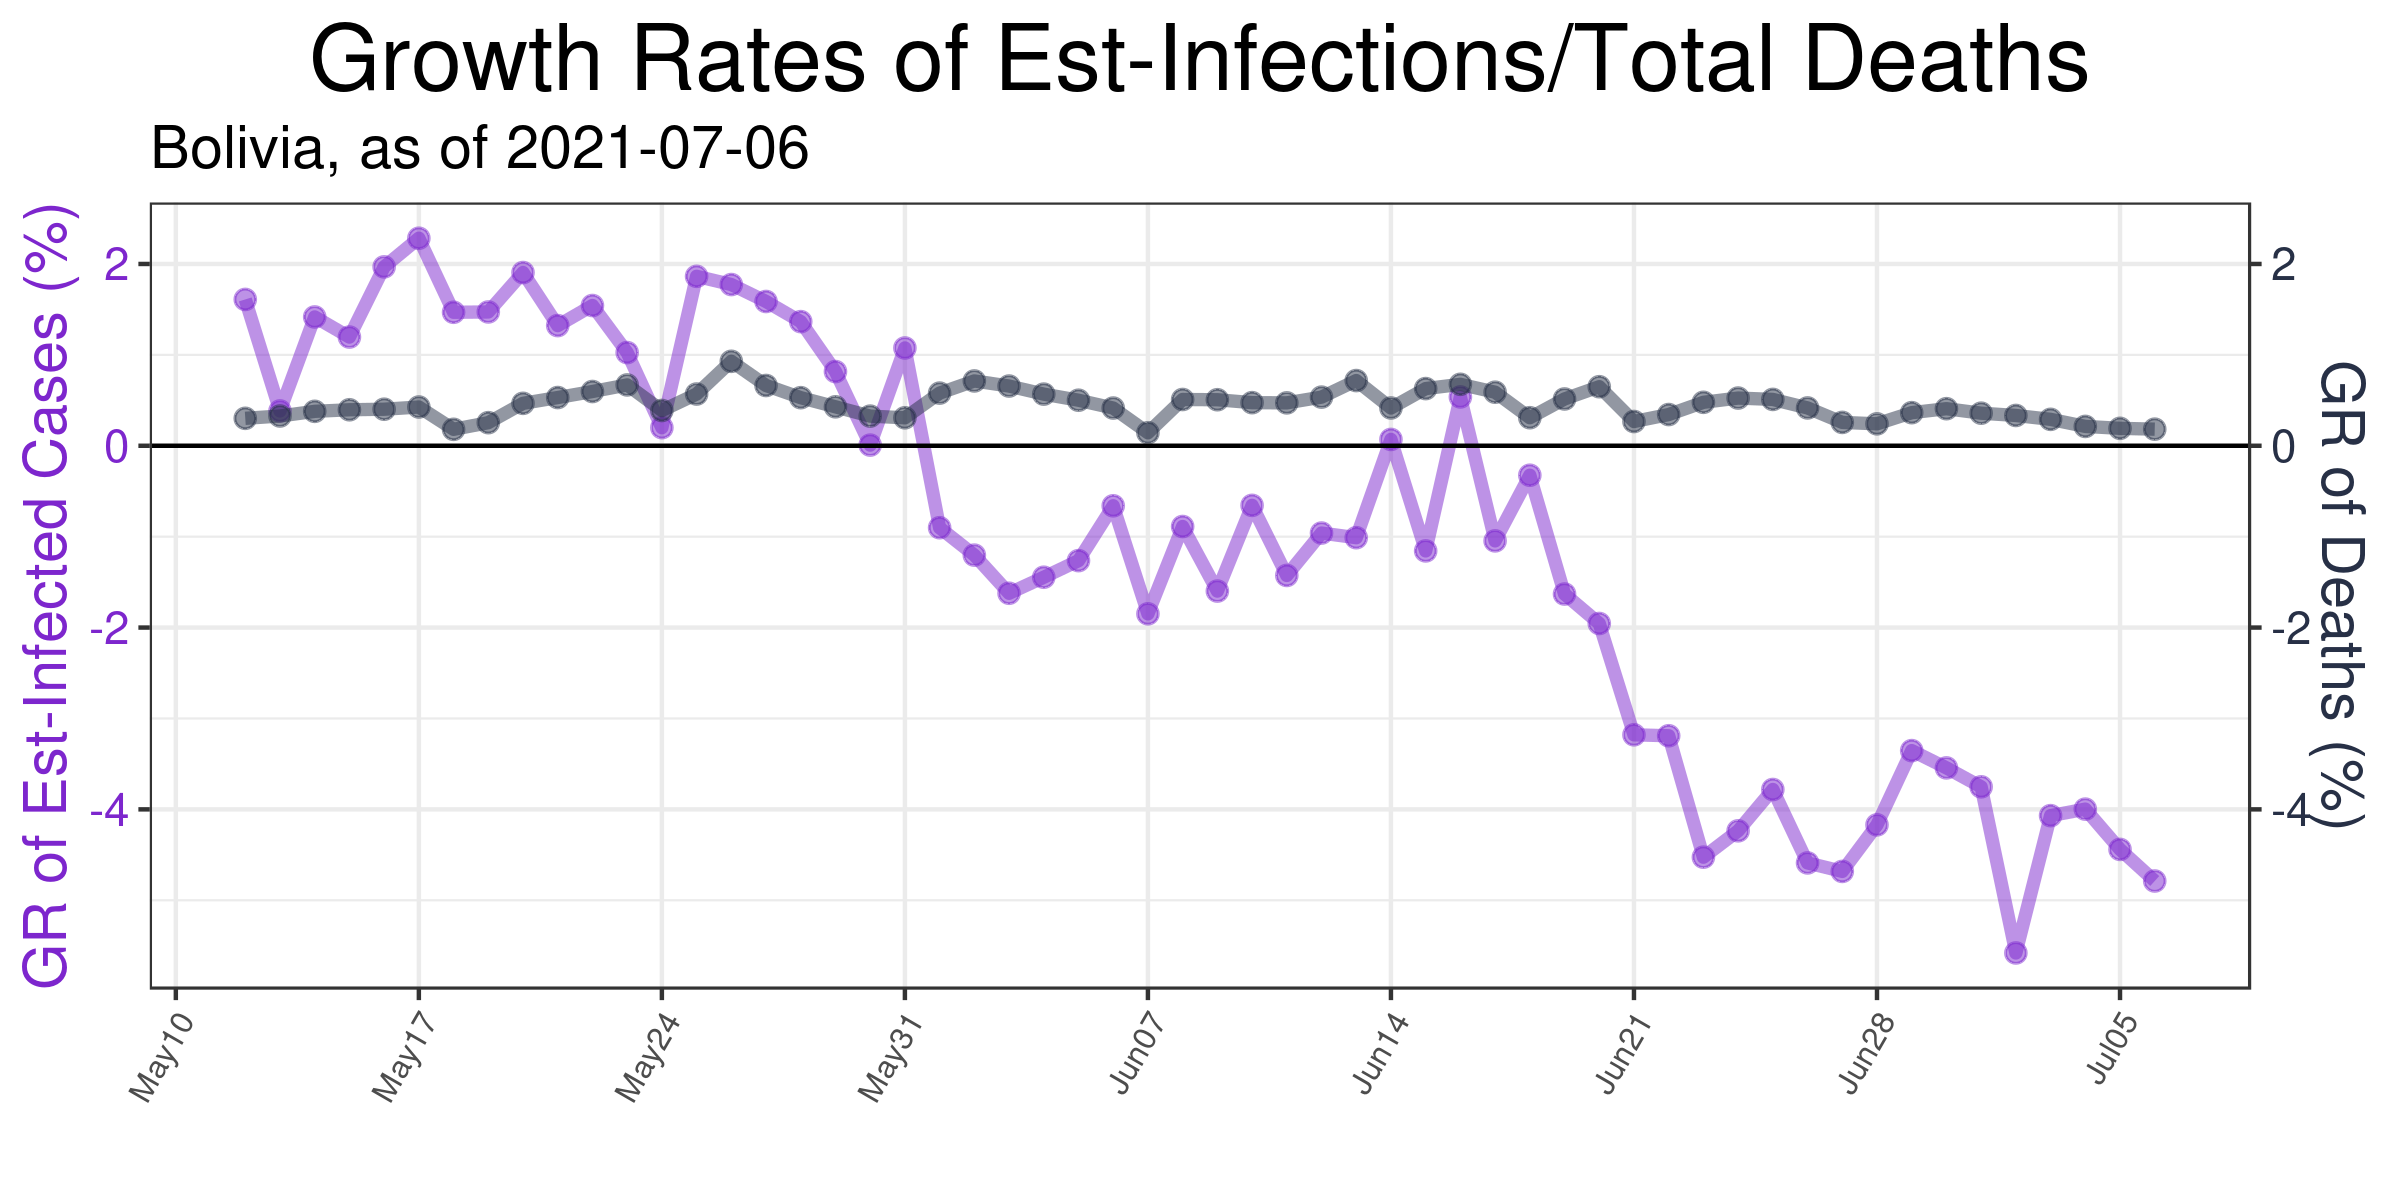 Growth Rates of Est-Infections/Total Deaths
Bolivia, as of 2021-07-06
GR of Est-Infected Cases (%)
2
0
-2
-4
2
0
-2
-4
GR of Deaths (%)
May10
May17
May24
May31
Jun07
Jun14
Jun21
Jun28
Jul05